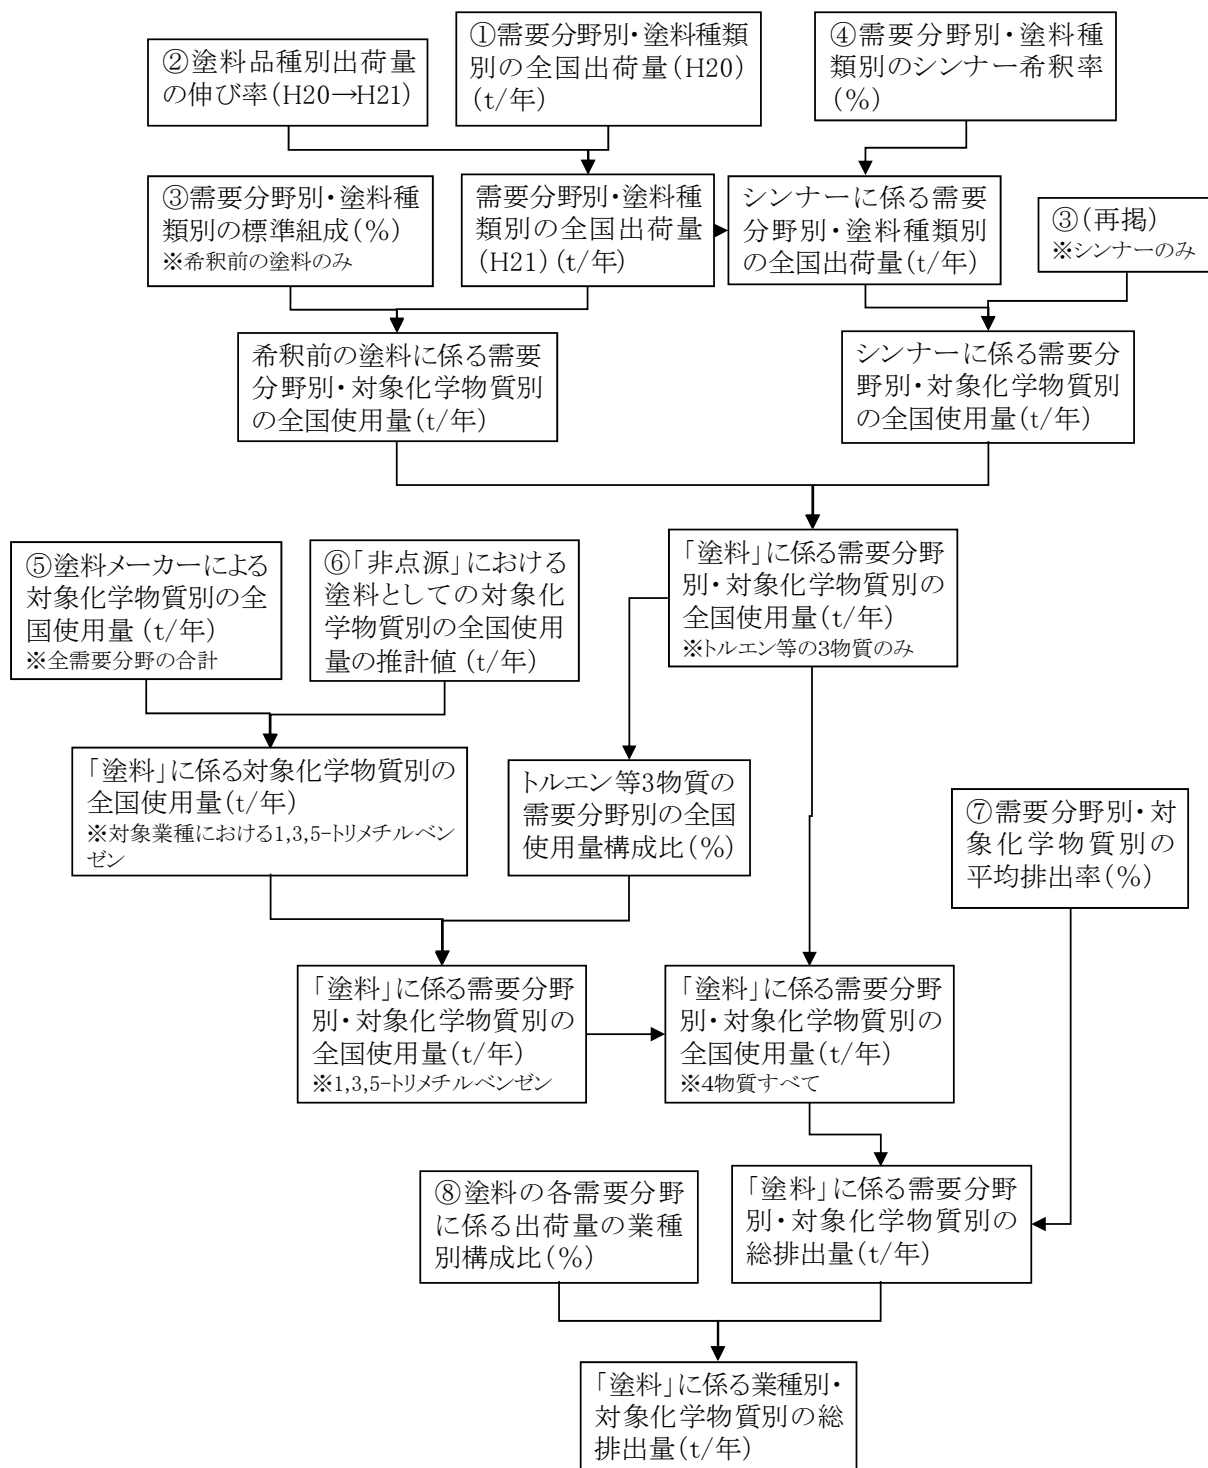 ②塗料品種別出荷量
の伸び率(H20→H21)
①需要分野別・塗料種類
別の全国出荷量(H20)
(t/年)
④需要分野別・塗料種
類別のシンナー希釈率
(%)
③需要分野別・塗料種
類別の標準組成(%)
※希釈前の塗料のみ
需要分野別・塗料種
類別の全国出荷量
(H21) (t/年)
シンナーに係る需要
分野別・塗料種類別
の全国出荷量(t/年)
③(再掲)
※シンナーのみ
希釈前の塗料に係る需要
分野別・対象化学物質別
の全国使用量(t/年)
シンナーに係る需要分
野別・対象化学物質別
の全国使用量(t/年)
⑤塗料メーカーによる
対象化学物質別の全
国使用量 (t/年)
※全需要分野の合計
⑥「非点源」における
塗料としての対象化
学物質別の全国使用
量の推計値 (t/年)
「塗料」に係る需要分野
別・対象化学物質別の
全国使用量(t/年)
※トルエン等の3物質のみ
「塗料」に係る対象化学物質別の
全国使用量(t/年)
※対象業種における1,3,5-トリメチルベン
ゼン
トルエン等3物質の
需要分野別の全国
使用量構成比(%)
⑦需要分野別・対
象化学物質別の
平均排出率(%)
「塗料」に係る需要分野
別・対象化学物質別の
全国使用量(t/年)
※1,3,5-トリメチルベンゼン
「塗料」に係る需要分野
別・対象化学物質別の
全国使用量(t/年)
※4物質すべて
⑧塗料の各需要分野
に係る出荷量の業種
別構成比(%)
「塗料」に係る需要分野
別・対象化学物質別の
総排出量(t/年)
「塗料」に係る業種別・
対象化学物質別の総
排出量(t/年)